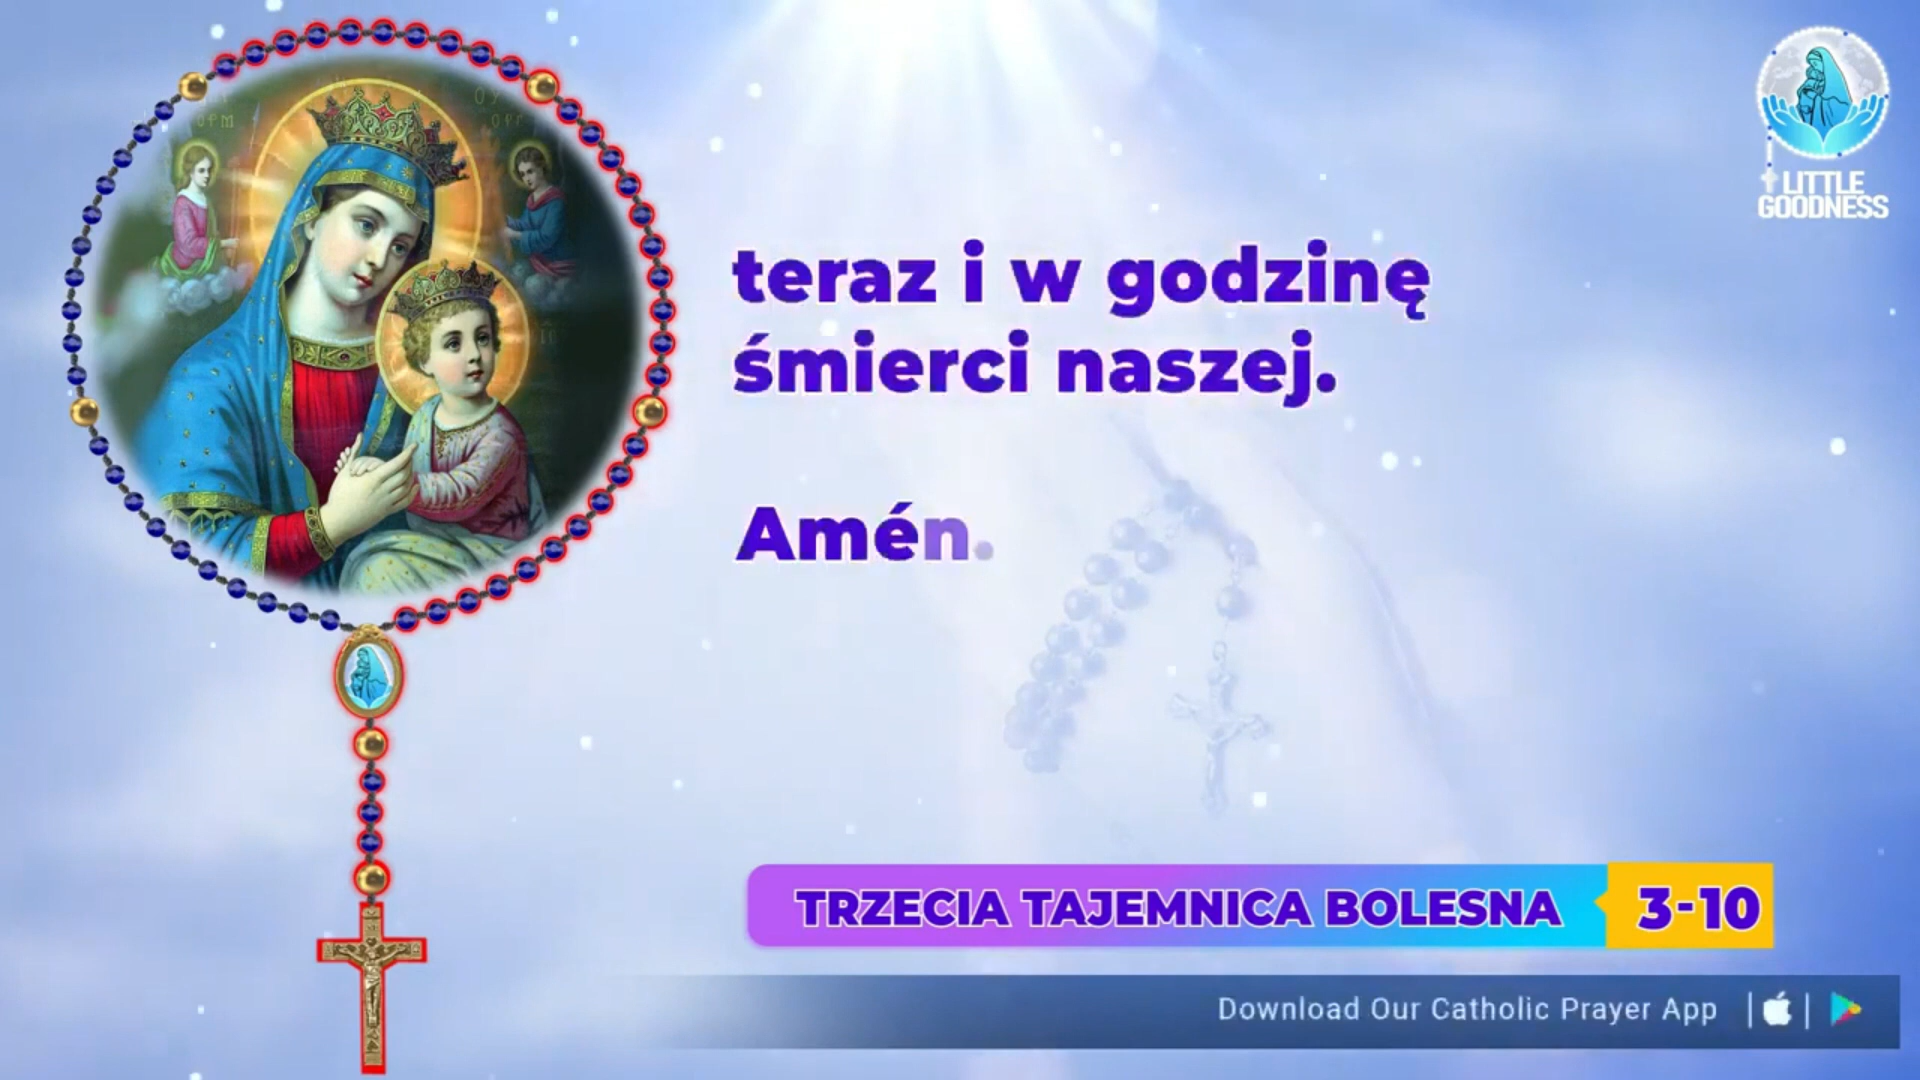 LITTLE
GOODNESS
teraz i w godzinę
śmierci naszej.
Amén.
TRZECIA TAJEMNICA BOLESNA 3-10
Download Our Catholic Prayer App